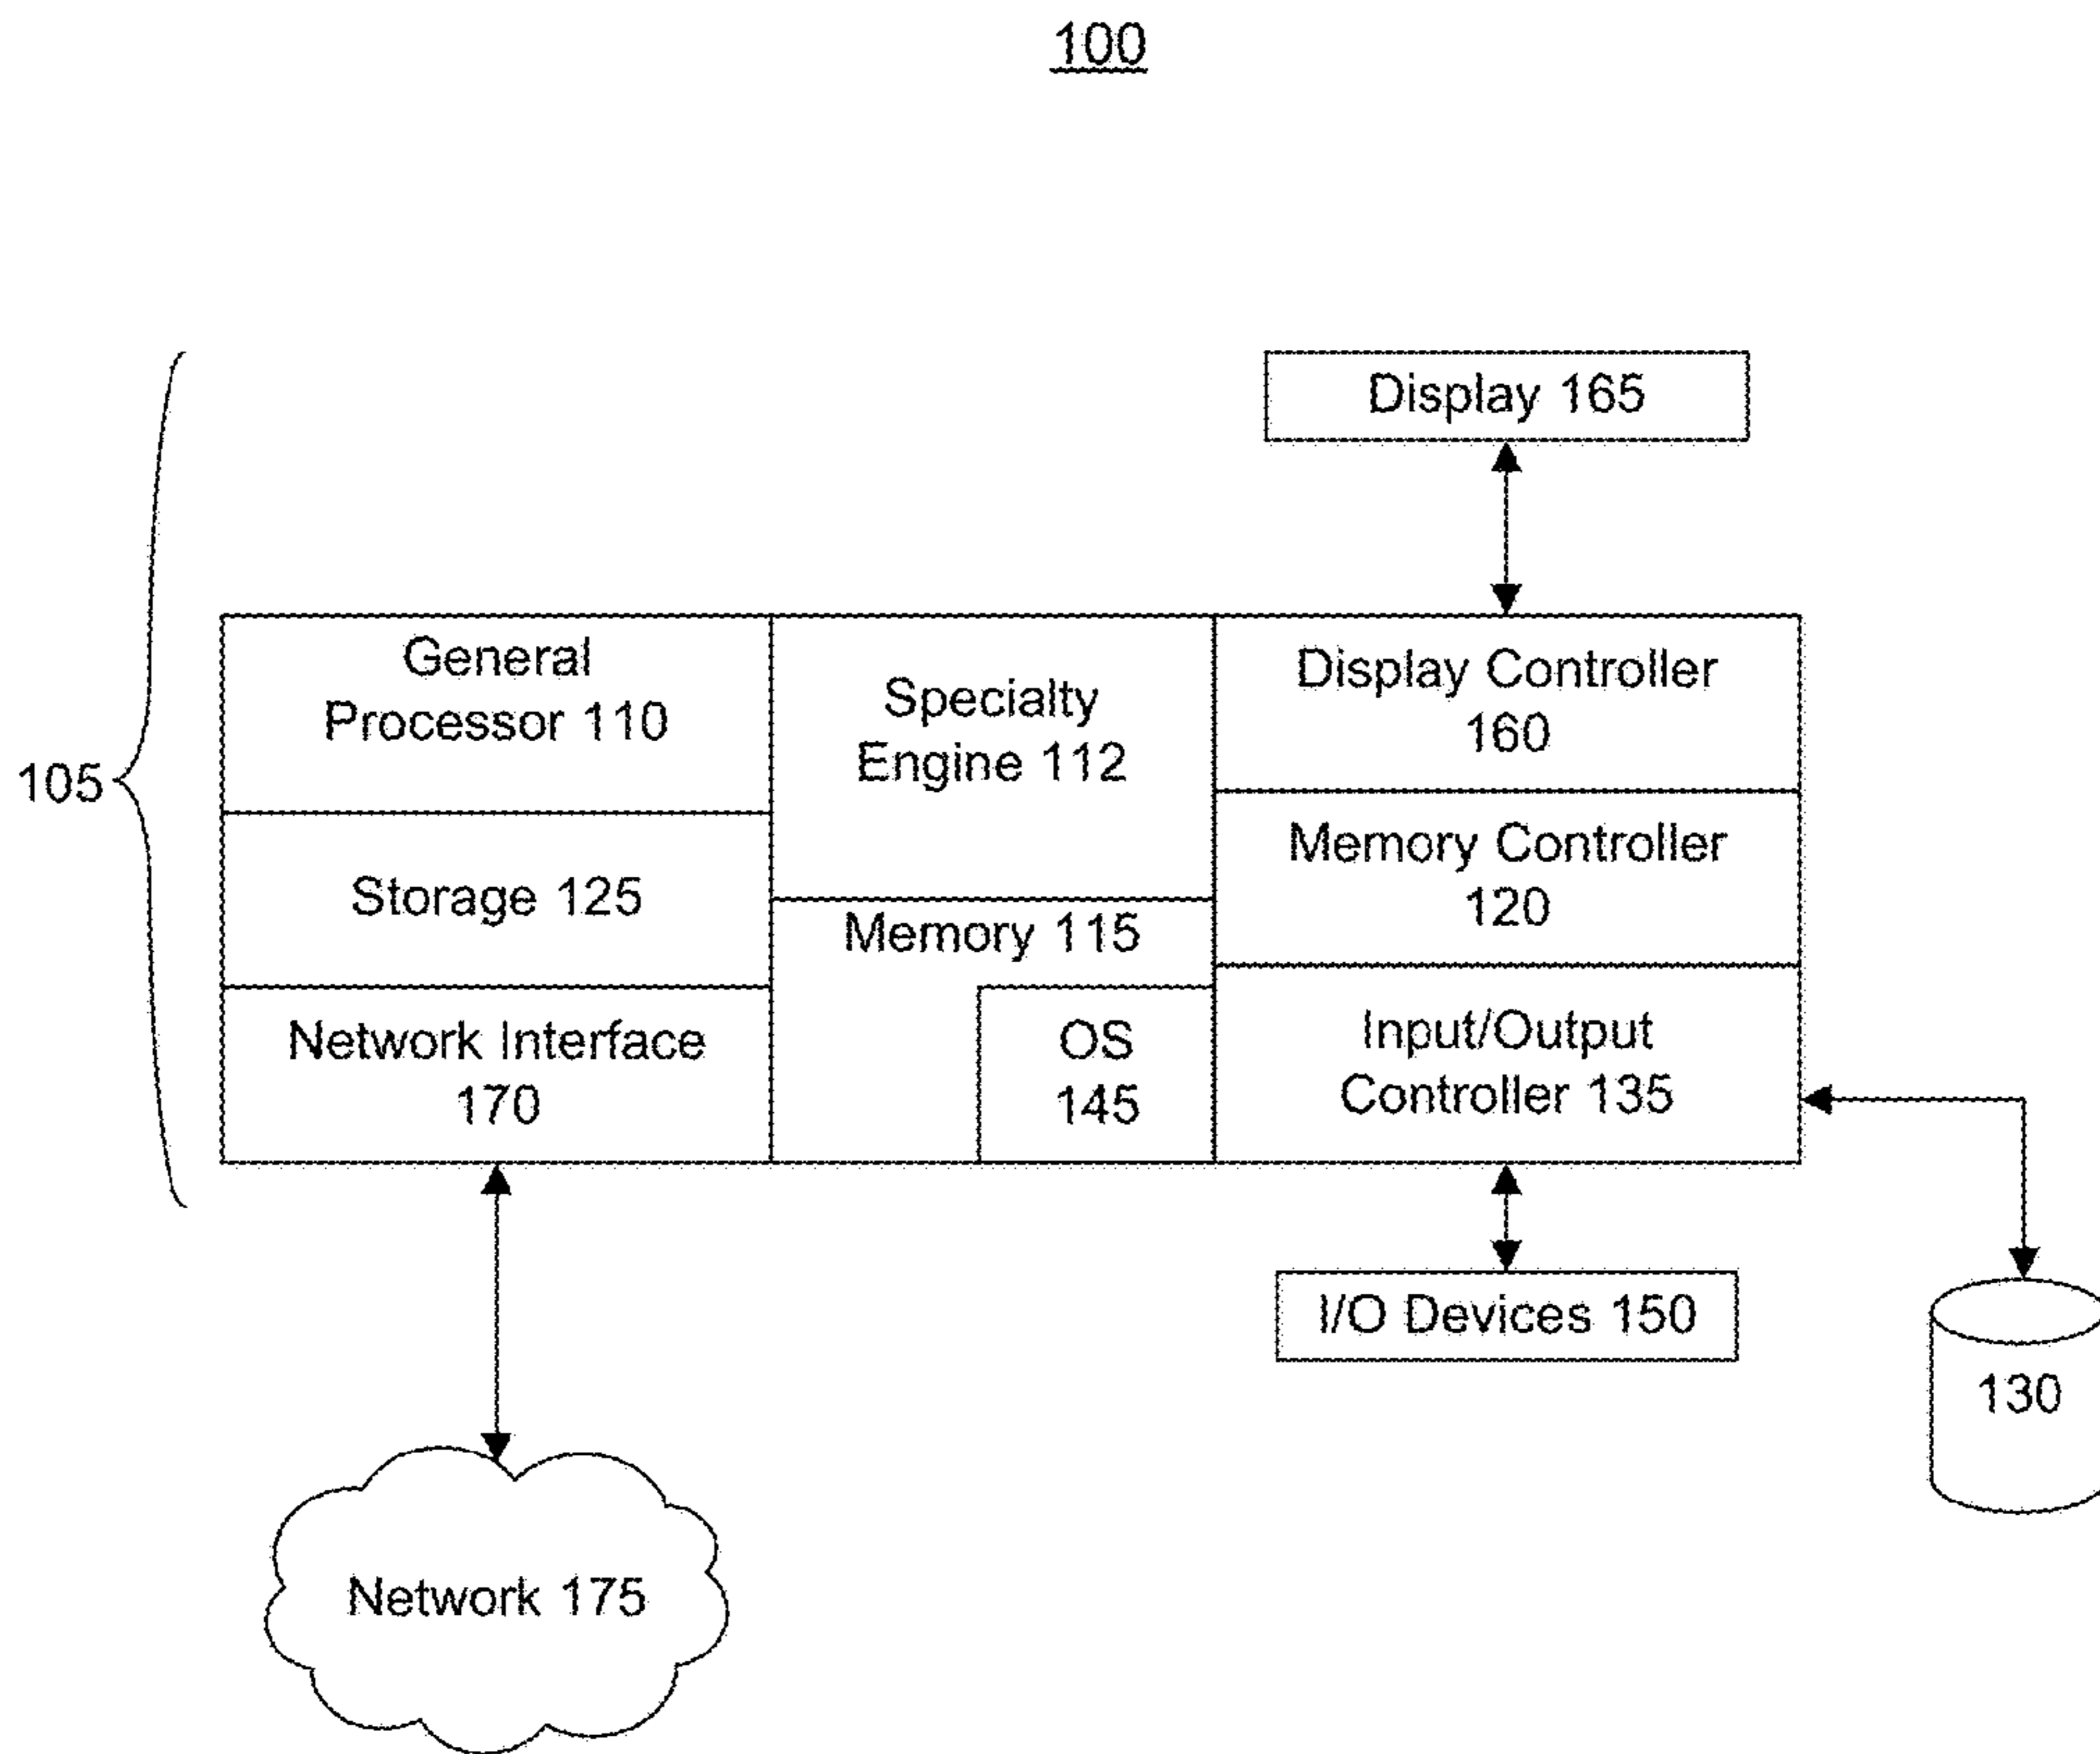 100
Display 165
General
Processor 110
Specialty
Engine 112
Display Controller
160
105
Storage 125
Memory 115
Memory Controller
120
Network Interface
170
OS
145
Input/Output
Controller 135
I/O Devices 150
130
Network 175